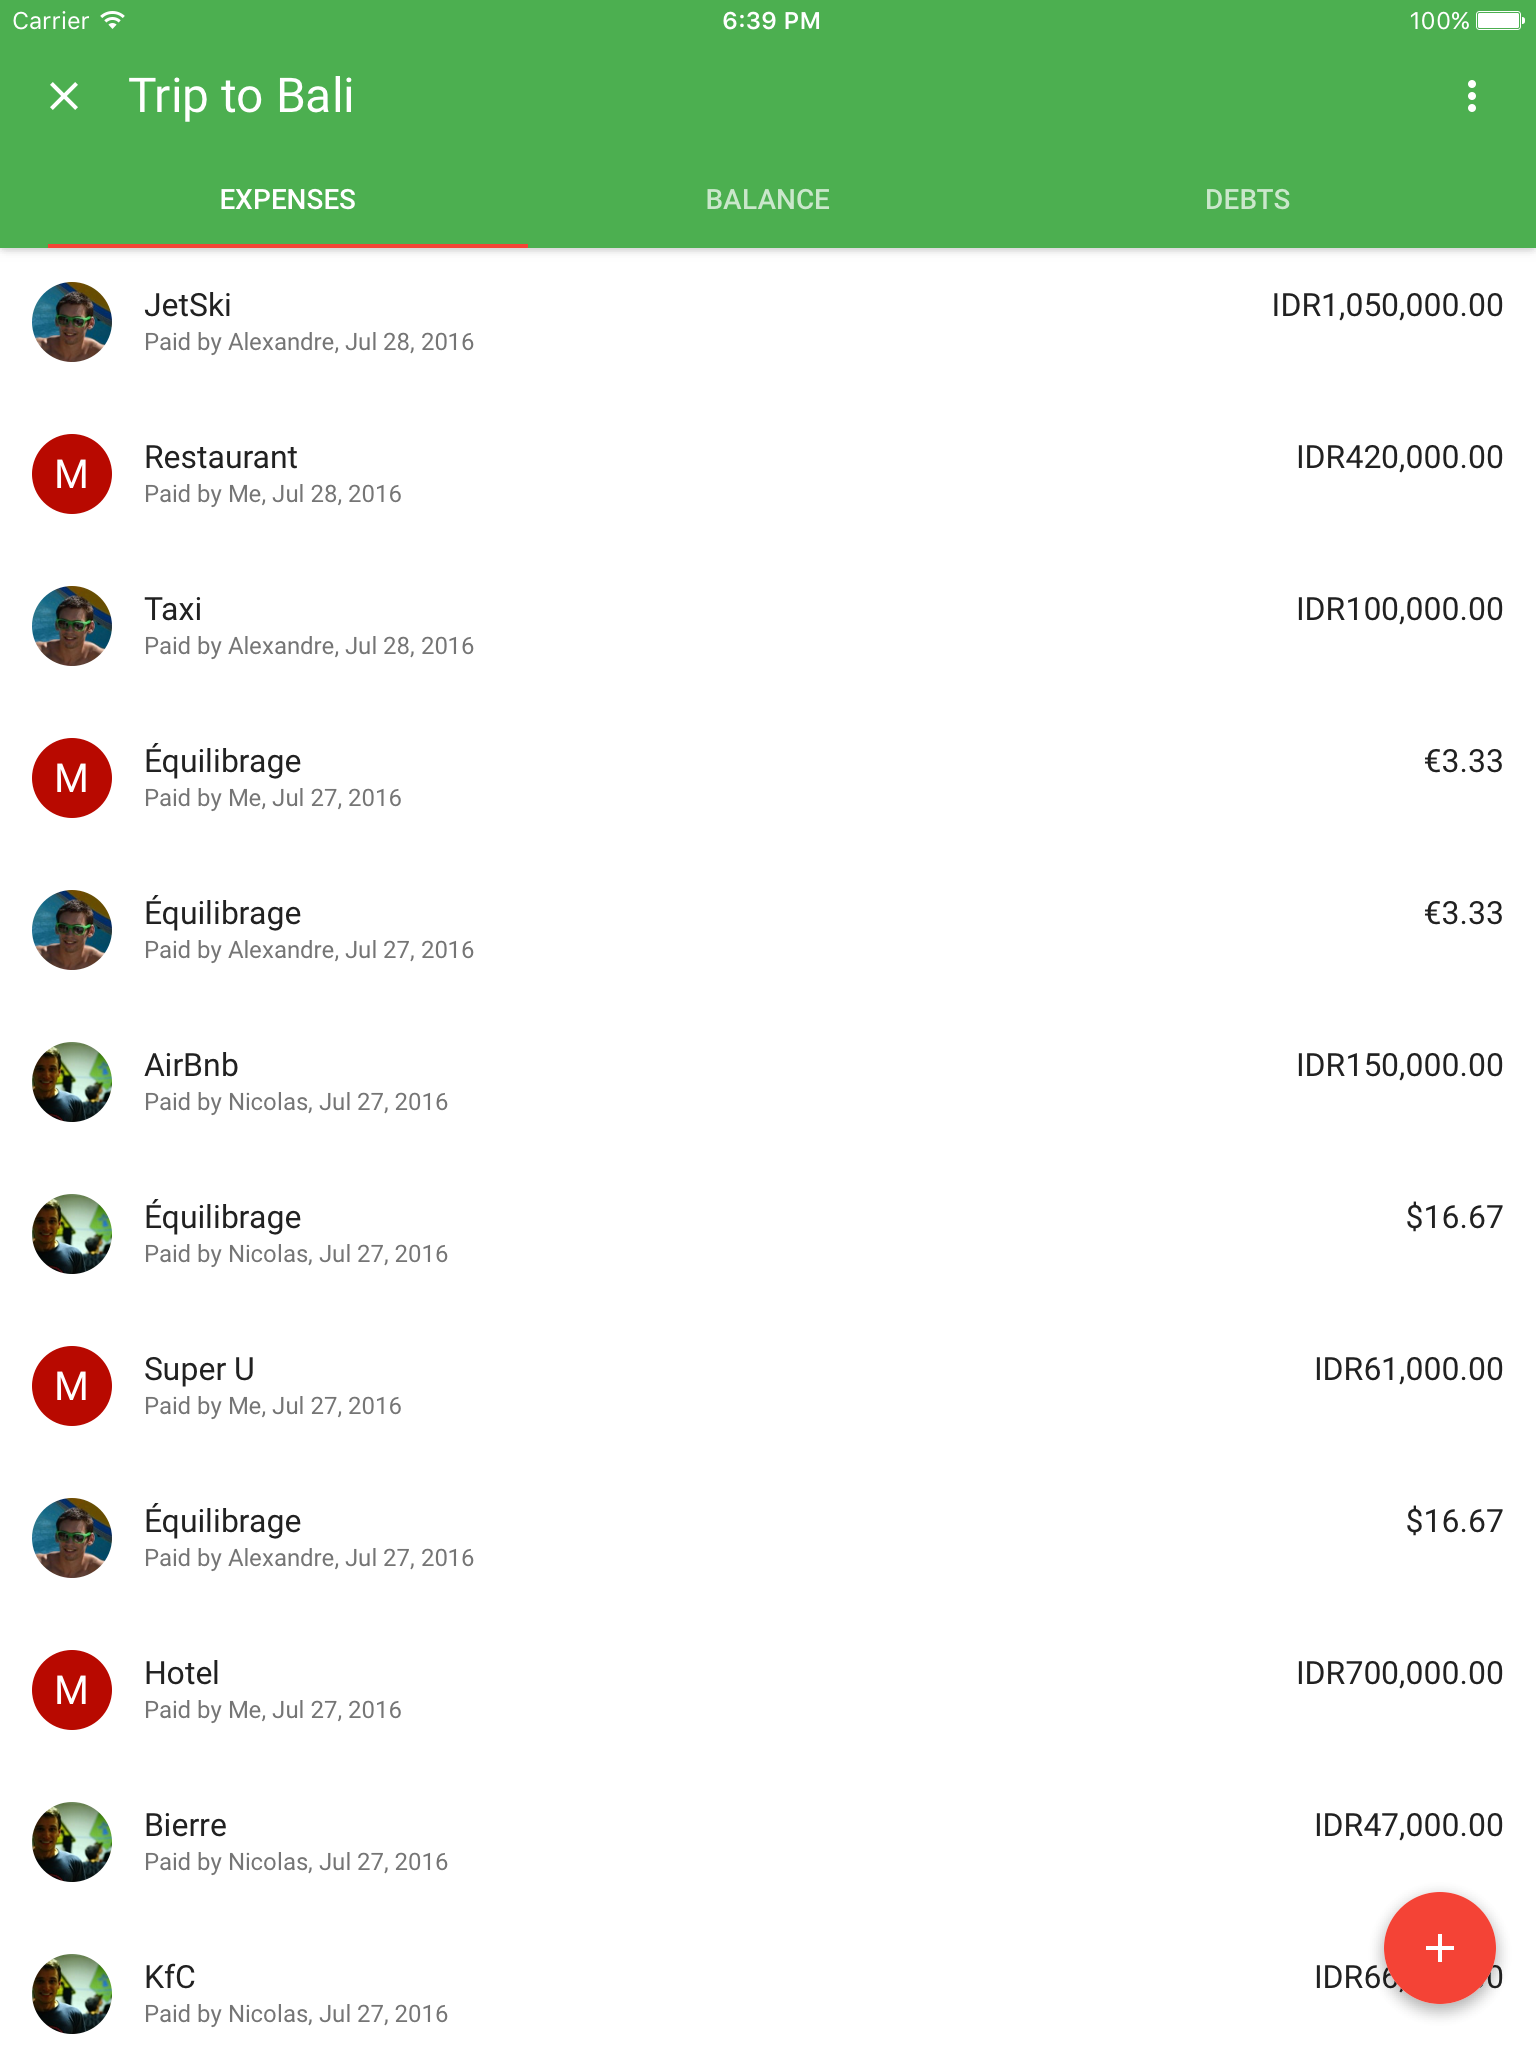 Carrier 6:39 PM 100%
Trip to Bali
EXPENSES BALANCE DEBTS
JetSki IDR1,050,000.00
Paid by Alexandre, Jul 28, 2016
M Restaurant IDR420,000.00
Paid by Me, Jul 28, 2016
Taxi IDR100,000.00
Paid by Alexandre, Jul 28, 2016
M Équilibrage €3.33
Paid by Me, Jul 27, 2016
Équilibrage €3.33
Paid by Alexandre, Jul 27, 2016
AirBnb IDR150,000.00
Paid by Nicolas, Jul 27, 2016
Équilibrage $16.67
Paid by Nicolas, Jul 27, 2016
M Super U IDR61,000.00
Paid by Me, Jul 27, 2016
Équilibrage $16.67
Paid by Alexandre, Jul 27, 2016
M Hotel IDR700,000.00
Paid by Me, Jul 27, 2016
Bierre IDR47,000.00
Paid by Nicolas, Jul 27, 2016
KfC
Paid by Nicolas, Jul 27, 2016